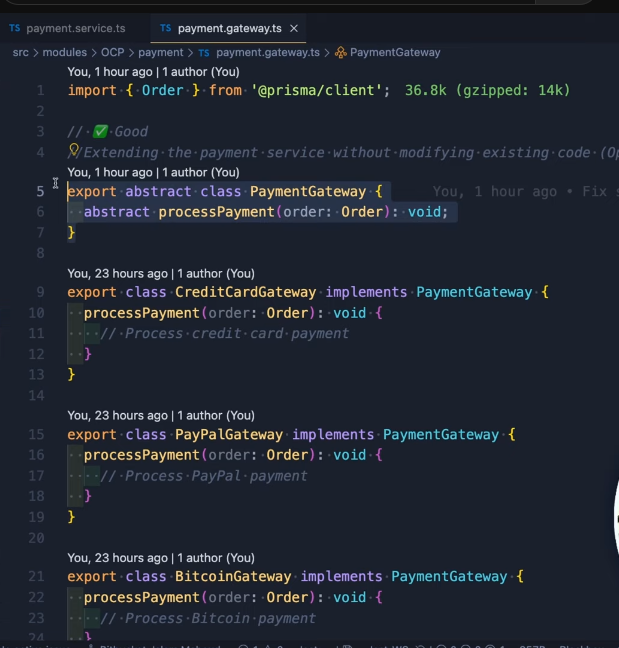 TS payment.service.ts
TS payment.gateway.ts ×
src > modules > OCP > payment > TS payment.gateway.ts > PaymentGateway
You, 1 hour ago | 1 author (You)
1 import { Order } from '@prisma/client'; 36.8k (gzipped: 14k)
2
3 // ✅ Good
4 //Extending the payment service without modifying existing code (Op
You, 1 hour ago | 1 author (You)
5 export abstract class PaymentGateway { You, 1 hour ago • Fix s
6 abstract processPayment(order: Order): void;
7 }
8
You, 23 hours ago | 1 author (You)
9 export class CreditCardGateway implements PaymentGateway {
10 processPayment(order: Order): void {
11 // Process credit card payment
12 }
13 }
14
You, 23 hours ago | 1 author (You)
15 export class PayPalGateway implements PaymentGateway {
16 processPayment(order: Order): void {
17 // Process PayPal payment
18 }
19 }
20
You, 23 hours ago | 1 author (You)
21 export class BitcoinGateway implements PaymentGateway {
22 processPayment(order: Order): void {
23 // Process Bitcoin payment
24 }